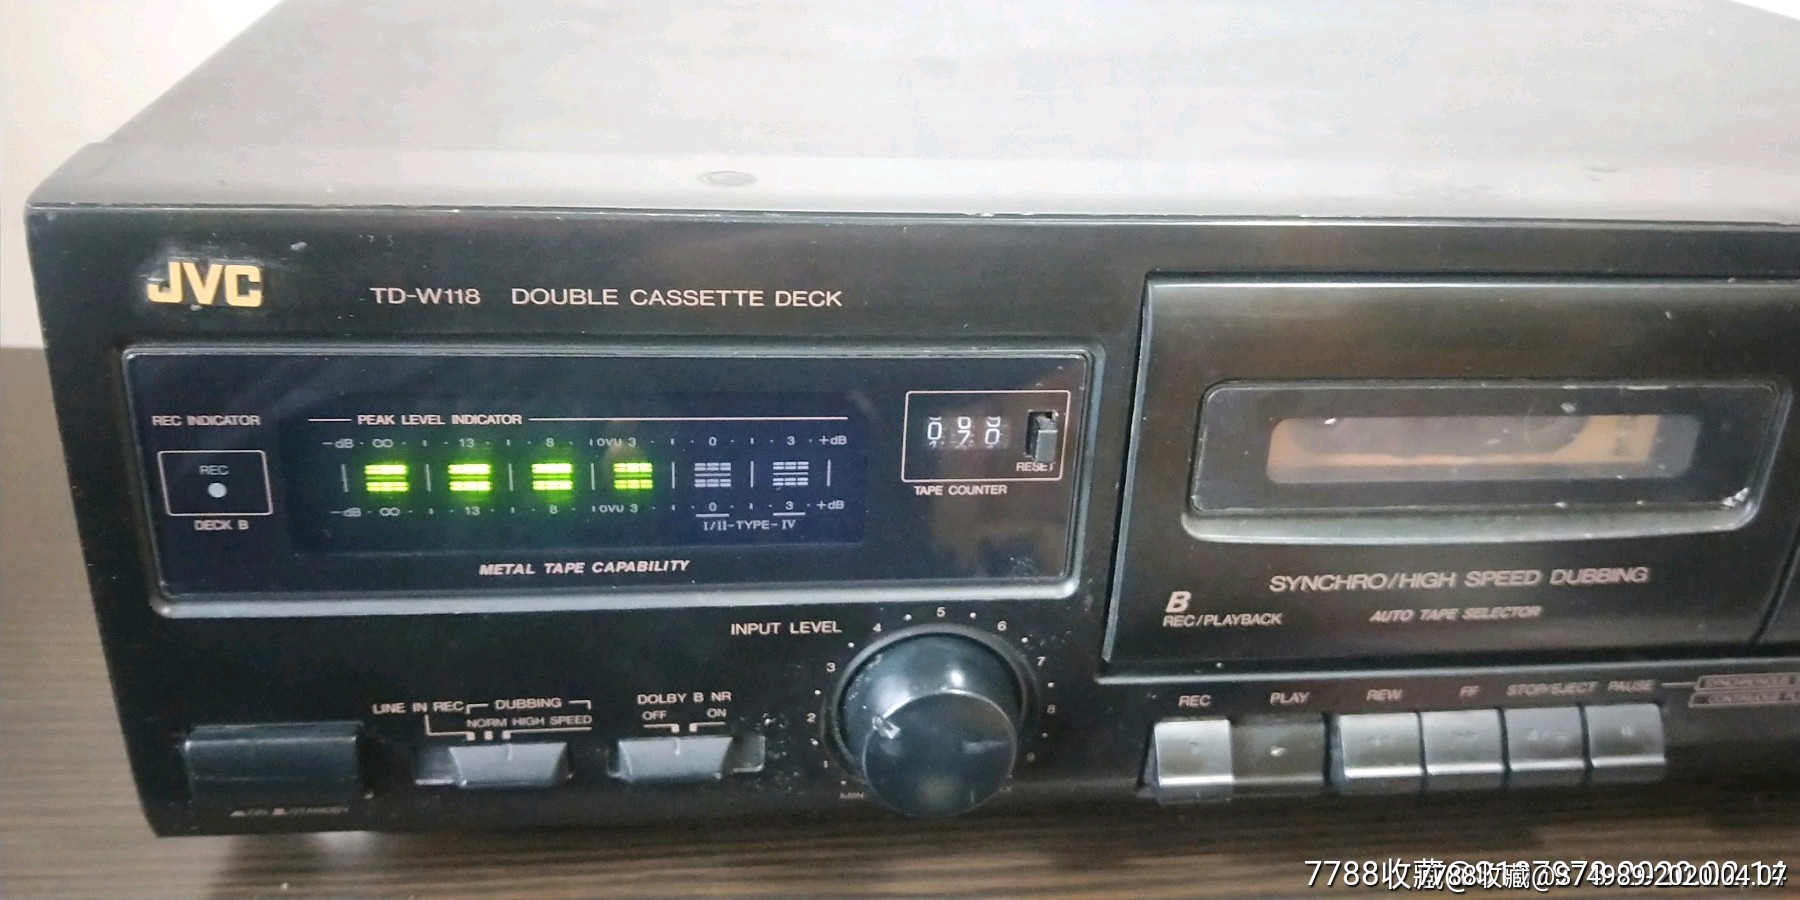 JVC
TD-W118 DOUBLE CASSETTE DECK
REC INDICATOR
REC
DECK B
PEAK LEVEL INDICATOR
-dB ∞ 13 8 0VU 3 0 3 +dB
-dB ∞ 13 8 0VU 3 0 3 +dB
I/II-TYPE-IV
METAL TAPE CAPABILITY
0
RESET
TAPE COUNTER
INPUT LEVEL
2 3 4 5 6 7 8
MIN
LINE IN REC
DUBBING
NORM HIGH SPEED
DOLBY B NR
OFF ON
B
REC/PLAYBACK
SYNCHRO/HIGH SPEED DUBBING
AUTO TAPE SELECTOR
REC PLAY REW FF STOP/EJECT PAUSE
7788收藏